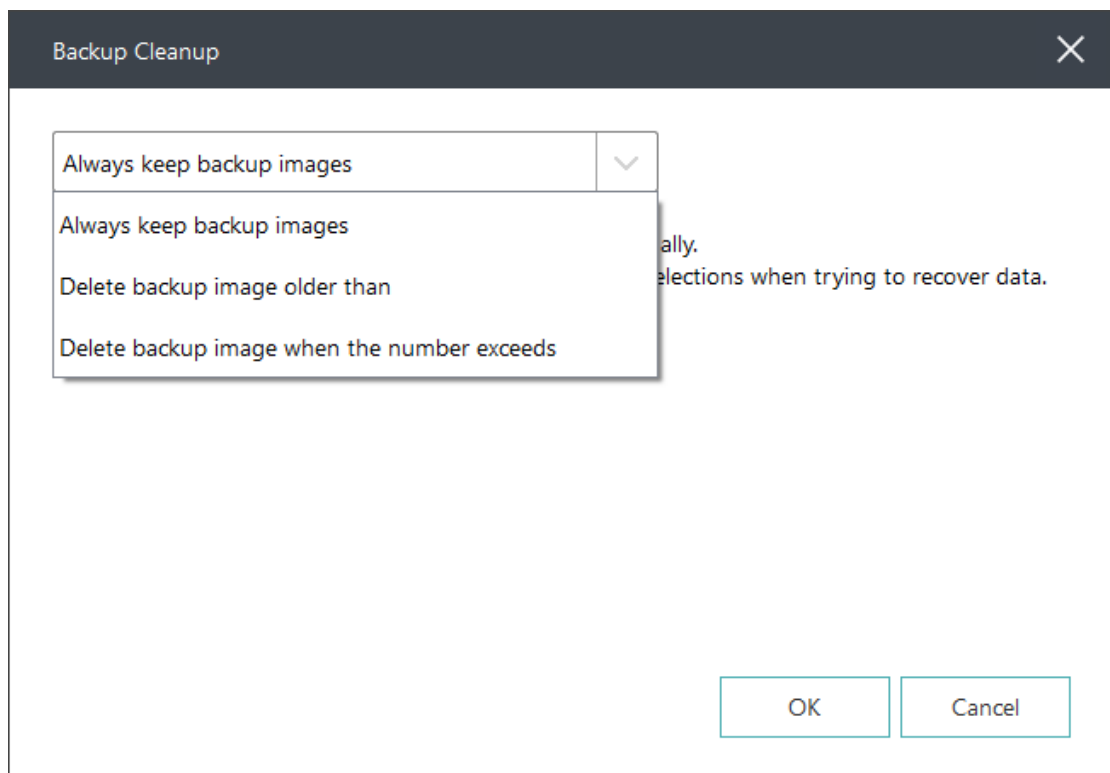 Backup Cleanup
Always keep backup images
Always keep backup images
ally.
Delete backup image older than
elections when trying to recover data.
Delete backup image when the number exceeds
OK
Cancel